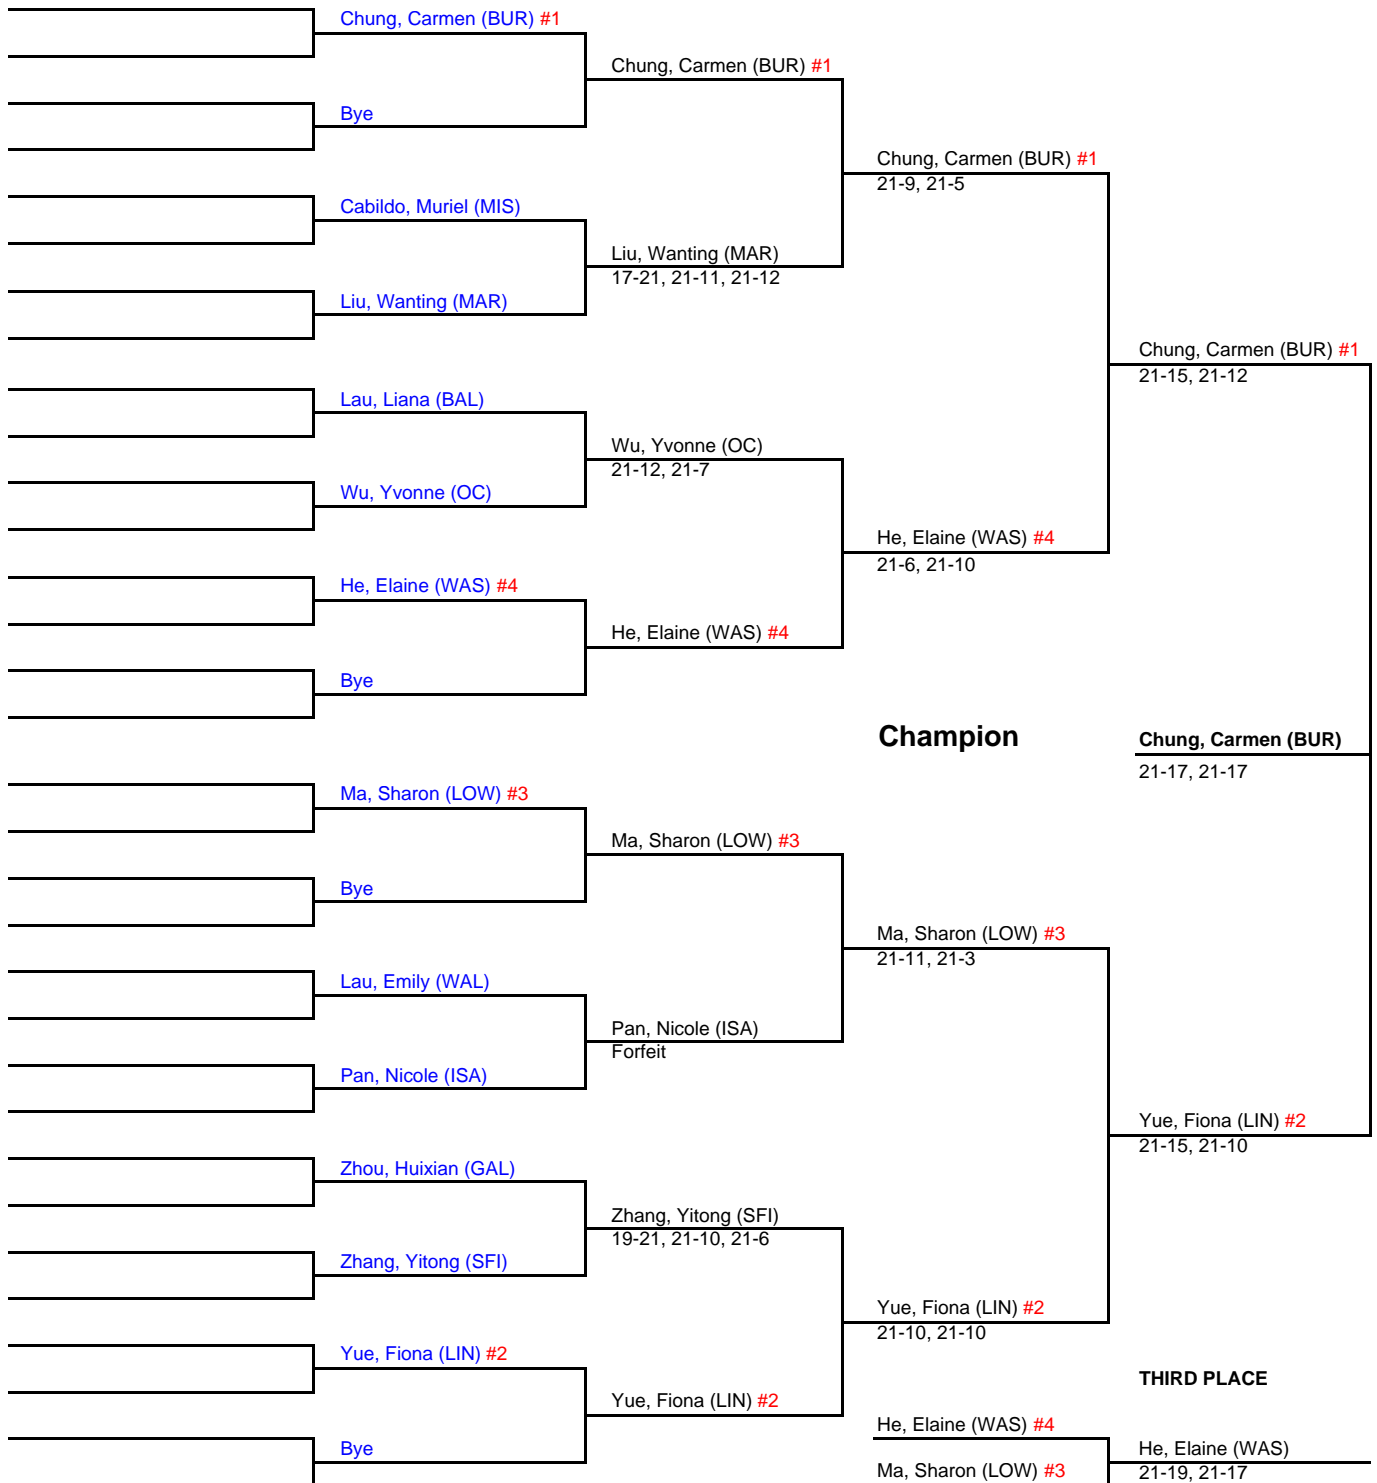 Chung, Carmen (BUR) #1
Chung, Carmen (BUR) #1
Bye
Chung, Carmen (BUR) #1
21-9, 21-5
Cabildo, Muriel (MIS)
Liu, Wanting (MAR)
17-21, 21-11, 21-12
Liu, Wanting (MAR)
Chung, Carmen (BUR) #1
21-15, 21-12
Lau, Liana (BAL)
Wu, Yvonne (OC)
21-12, 21-7
Wu, Yvonne (OC)
He, Elaine (WAS) #4
21-6, 21-10
He, Elaine (WAS) #4
He, Elaine (WAS) #4
Bye
Champion
Chung, Carmen (BUR)
21-17, 21-17
Ma, Sharon (LOW) #3
Ma, Sharon (LOW) #3
Bye
Ma, Sharon (LOW) #3
21-11, 21-3
Lau, Emily (WAL)
Pan, Nicole (ISA)
Forfeit
Pan, Nicole (ISA)
Yue, Fiona (LIN) #2
21-15, 21-10
Zhou, Huixian (GAL)
Zhang, Yitong (SFI)
19-21, 21-10, 21-6
Zhang, Yitong (SFI)
Yue, Fiona (LIN) #2
21-10, 21-10
Yue, Fiona (LIN) #2
THIRD PLACE
Yue, Fiona (LIN) #2
He, Elaine (WAS) #4
Bye
He, Elaine (WAS)
Ma, Sharon (LOW) #3
21-19, 21-17